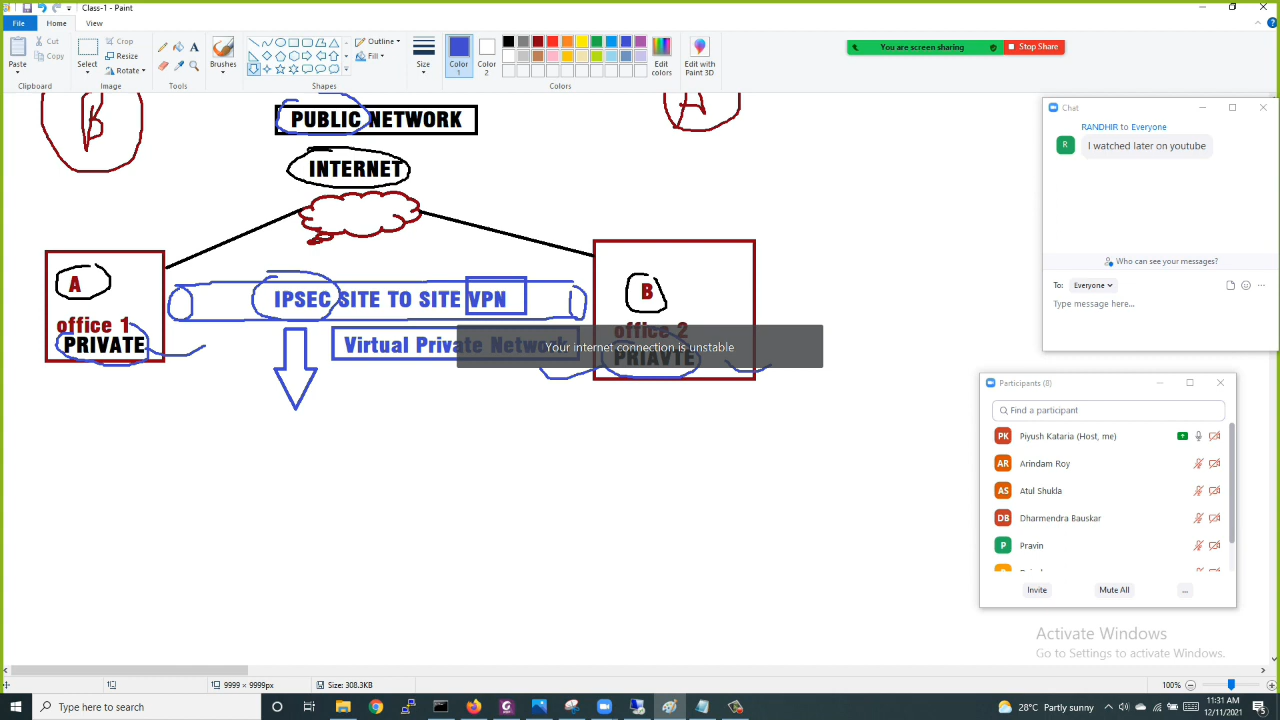 Class-1 - Paint
File
Home
View
Paste
Cut
Copy
Clipboard
Select
Crop
Resize
Rotate
Image
A
Tools
Brushes
Outline
Fill
Shapes
Size
Color
1
Color
2
Colors
Edit
colors
Edit with
Paint 3D
You are screen sharing
Stop Share
B
A
PUBLIC NETWORK
INTERNET
A
office 1
PRIVATE
IPSEC SITE TO SITE VPN
Virtual Private Network
B
office 2
PRIAVTE
Your internet connection is unstable
Chat
RANDHIR to Everyone
R
I watched later on youtube
Who can see your messages?
To:
Everyone
Type message here...
Participants (8)
Find a participant
PK
Piyush Kataria (Host, me)
AR
Arindam Roy
AS
Atul Shukla
DB
Dharmendra Bauskar
P
Pravin
Invite
Mute All
...
Activate Windows
Go to Settings to activate Windows.
9999 × 9999px
Size: 308.3KB
100%
Type here to search
28°C Partly sunny
11:31 AM
12/11/2021